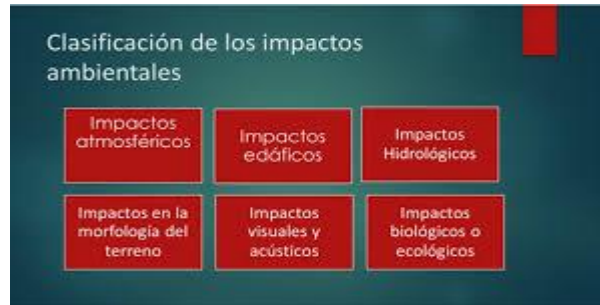 Clasificación de los impactos
ambientales
Impactos
atmosféricos
Impactos
edáficos
Impactos
Hidrológicos
Impactos en la
morfología del
terreno
Impactos
visuales y
acústicos
Impactos
biológicos o
ecológicos